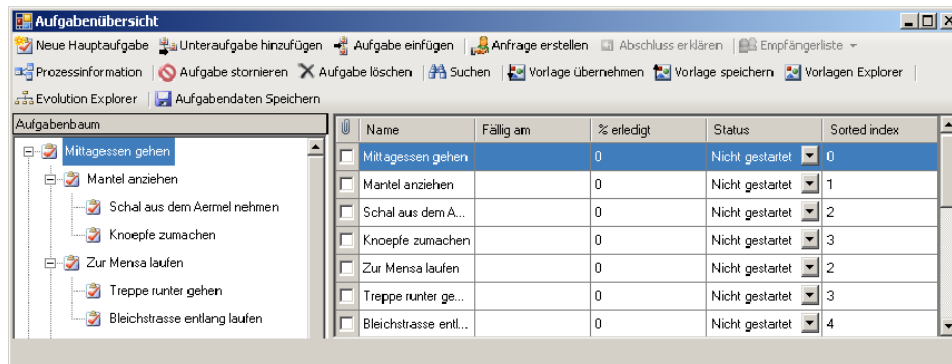 Aufgabenübersicht
Neue Hauptaufgabe Unteraufgabe hinzufügen Aufgabe einfügen Anfrage erstellen Abschluss erklären Empfängerliste
Prozessinformation Aufgabe stornieren Aufgabe löschen Suchen Vorlage übernehmen Vorlage speichern Vorlagen Explorer
Evolution Explorer Aufgabendaten Speichern
Aufgabenbaum
Mittagessen gehen
Mantel anziehen
Schal aus dem Aermel nehmen
Knoepfe zumachen
Zur Mensa laufen
Treppe runter gehen
Bleichstrasse entlang laufen
Name Fällig am % erledigt Status Sorted index
Mittagessen gehen 0 Nicht gestartet 0
Mantel anziehen 0 Nicht gestartet 1
Schal aus dem A... 0 Nicht gestartet 2
Knoepfe zumachen 0 Nicht gestartet 3
Zur Mensa laufen 0 Nicht gestartet 2
Treppe runter ge... 0 Nicht gestartet 3
Bleichstrasse entl... 0 Nicht gestartet 4